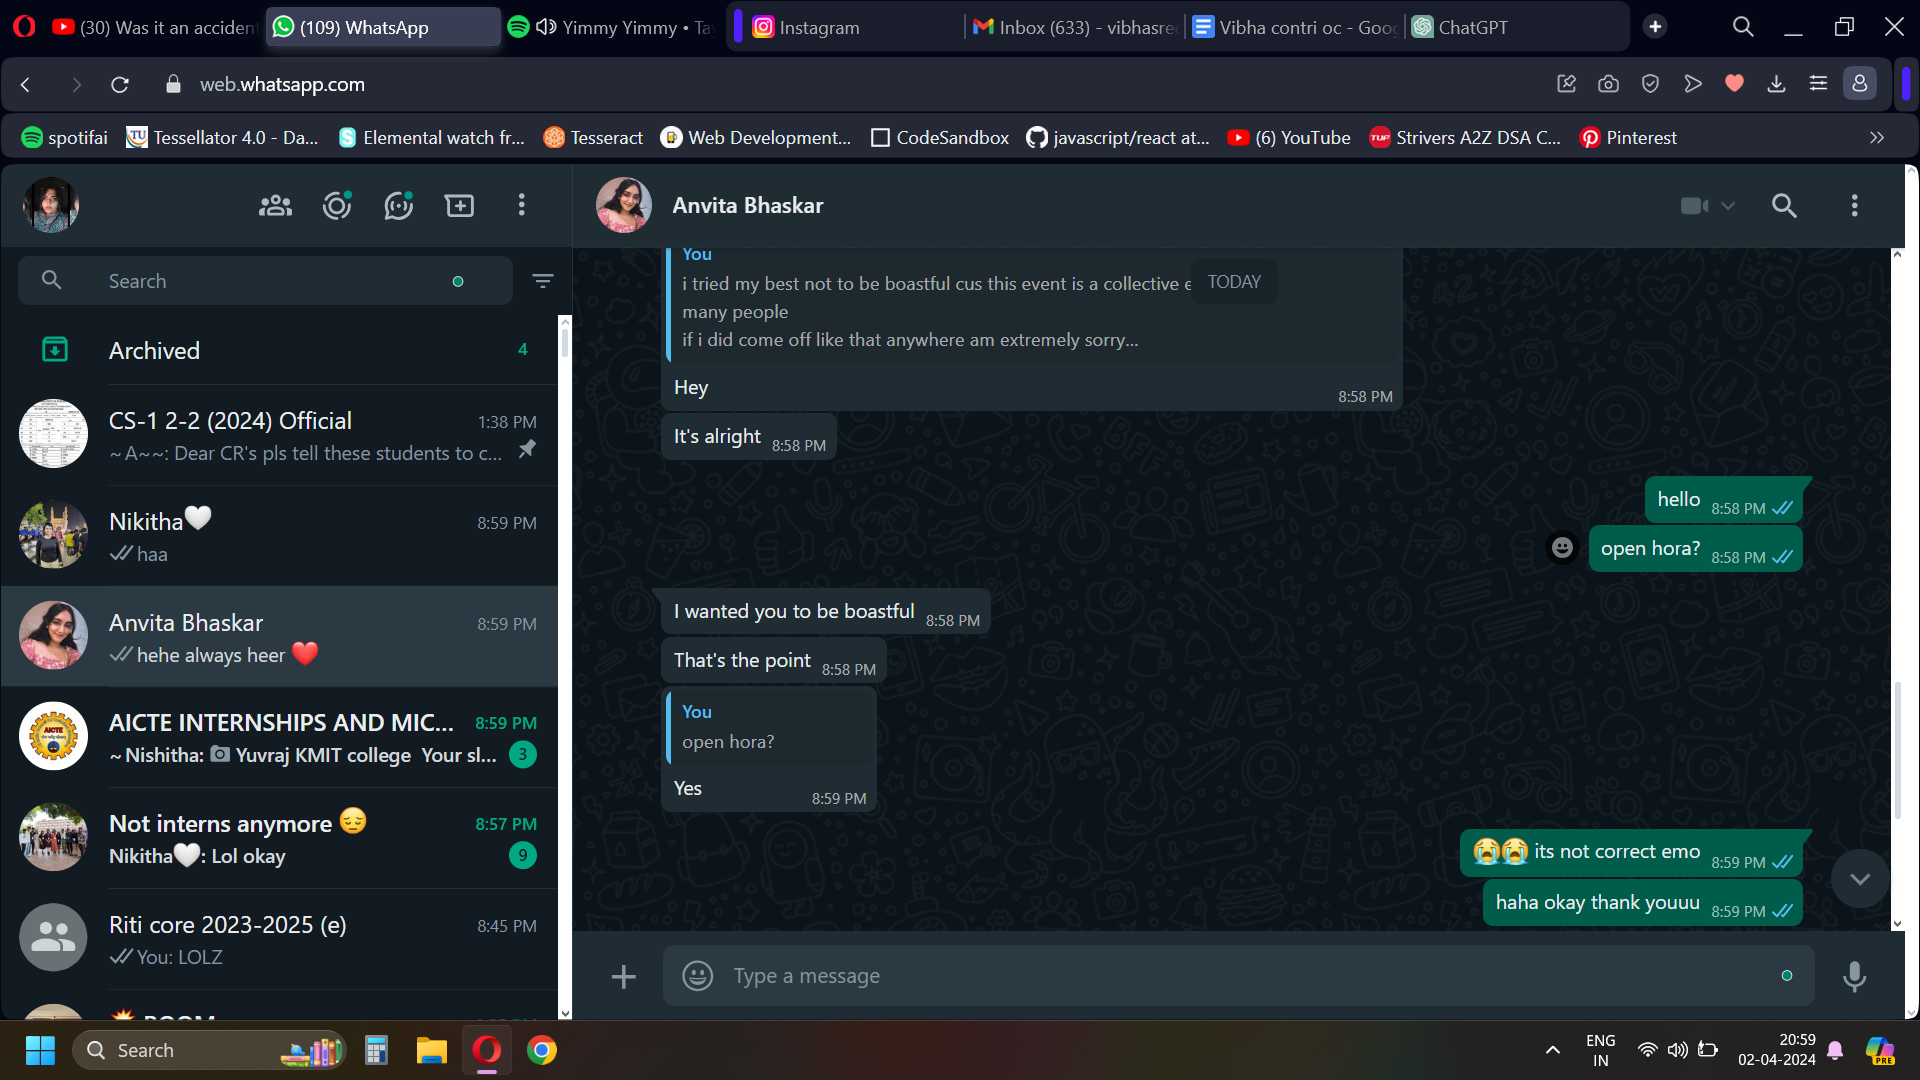 (30) Was it an accident
(109) WhatsApp
Yimmy Yimmy • Ta
Instagram
Inbox (633) - vibhasree
Vibha contri oc - Goog
ChatGPT
web.whatsapp.com
spotifai
Tessellator 4.0 - Da...
Elemental watch fr...
Tesseract
Web Development...
CodeSandbox
javascript/react at...
(6) YouTube
Strivers A2Z DSA C...
Pinterest
Search
Archived
4
CS-1 2-2 (2024) Official
1:38 PM
~ A~~: Dear CR's pls tell these students to c...
Nikitha🤍
8:59 PM
haa
Anvita Bhaskar
8:59 PM
hehe always heer ❤️
AICTE INTERNSHIPS AND MIC...
8:59 PM
~ Nishitha: 📷 Yuvraj KMIT college Your sl...
3
Not interns anymore 😔
8:57 PM
Nikitha🤍: Lol okay
9
Riti core 2023-2025 (e)
8:45 PM
You: LOLZ
💥 BOOM
Anvita Bhaskar
TODAY
You
i tried my best not to be boastful cus this event is a collective e
many people
if i did come off like that anywhere am extremely sorry...
Hey
8:58 PM
It's alright 8:58 PM
hello 8:58 PM
open hora? 8:58 PM
I wanted you to be boastful 8:58 PM
That's the point 8:58 PM
You
open hora?
Yes
8:59 PM
😭😭 its not correct emo 8:59 PM
haha okay thank youuu 8:59 PM
Type a message
Search
ENG
IN
20:59
02-04-2024
PRE